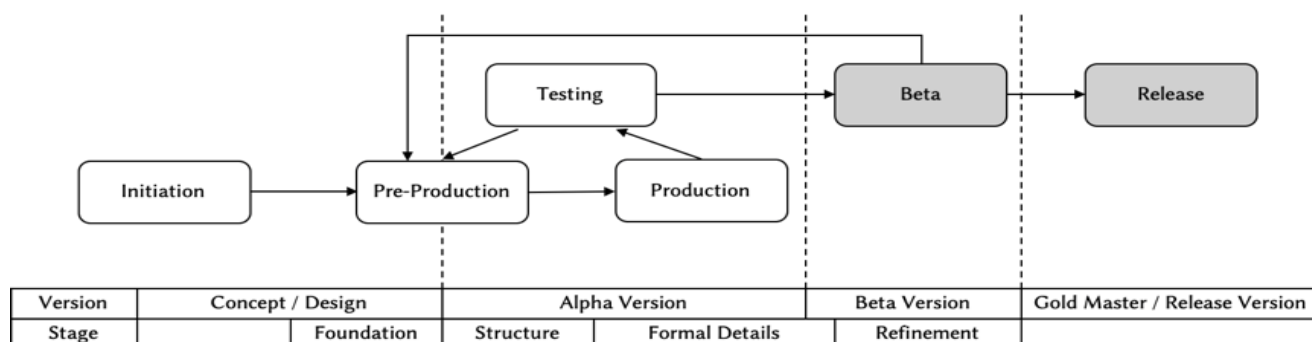 Testing
Beta
Release
Initiation
Pre-Production
Production
Version Concept / Design Alpha Version Beta Version Gold Master / Release Version
Stage Foundation Structure Formal Details Refinement